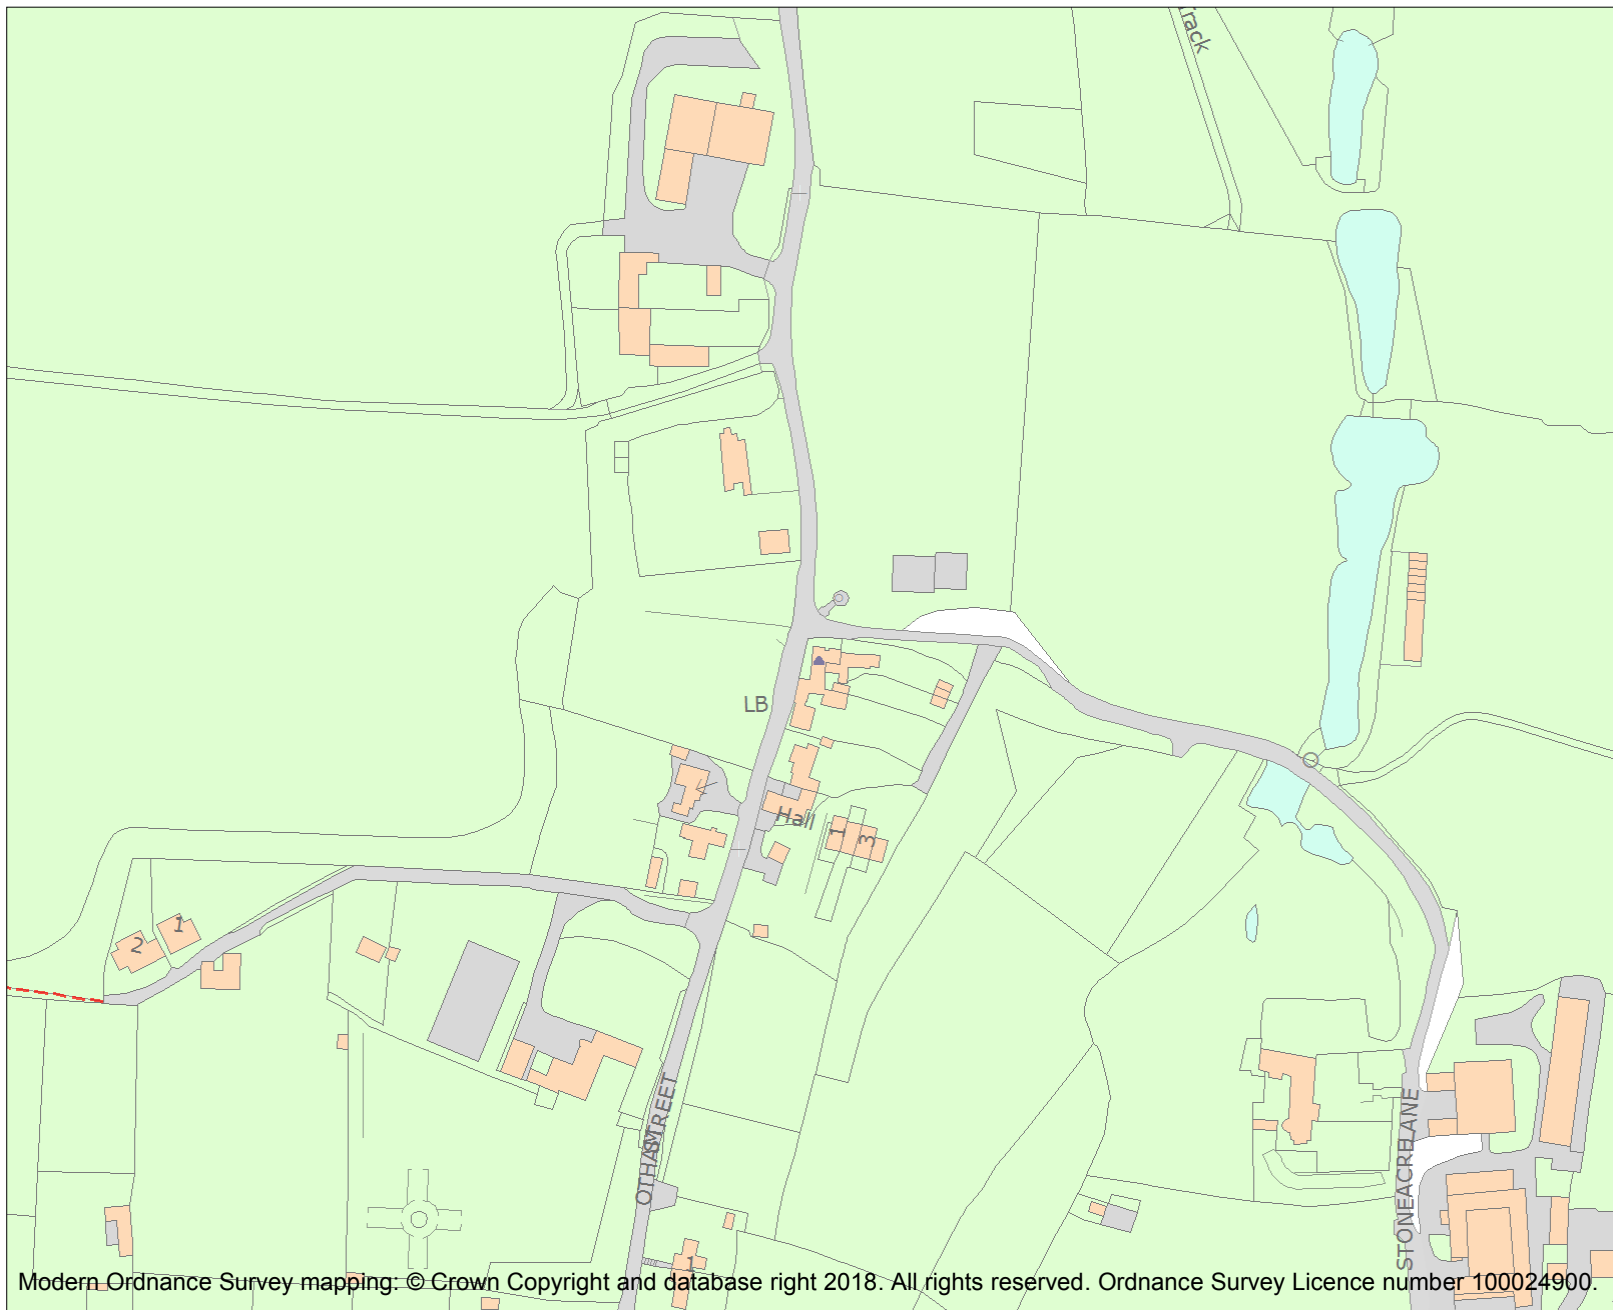 Track
LB
Hall
1
3
1
2
OTHAM STREET
STONEACRE LANE
1
Modern Ordnance Survey mapping: © Crown Copyright and database right 2018. All rights reserved. Ordnance Survey Licence number 100024900.